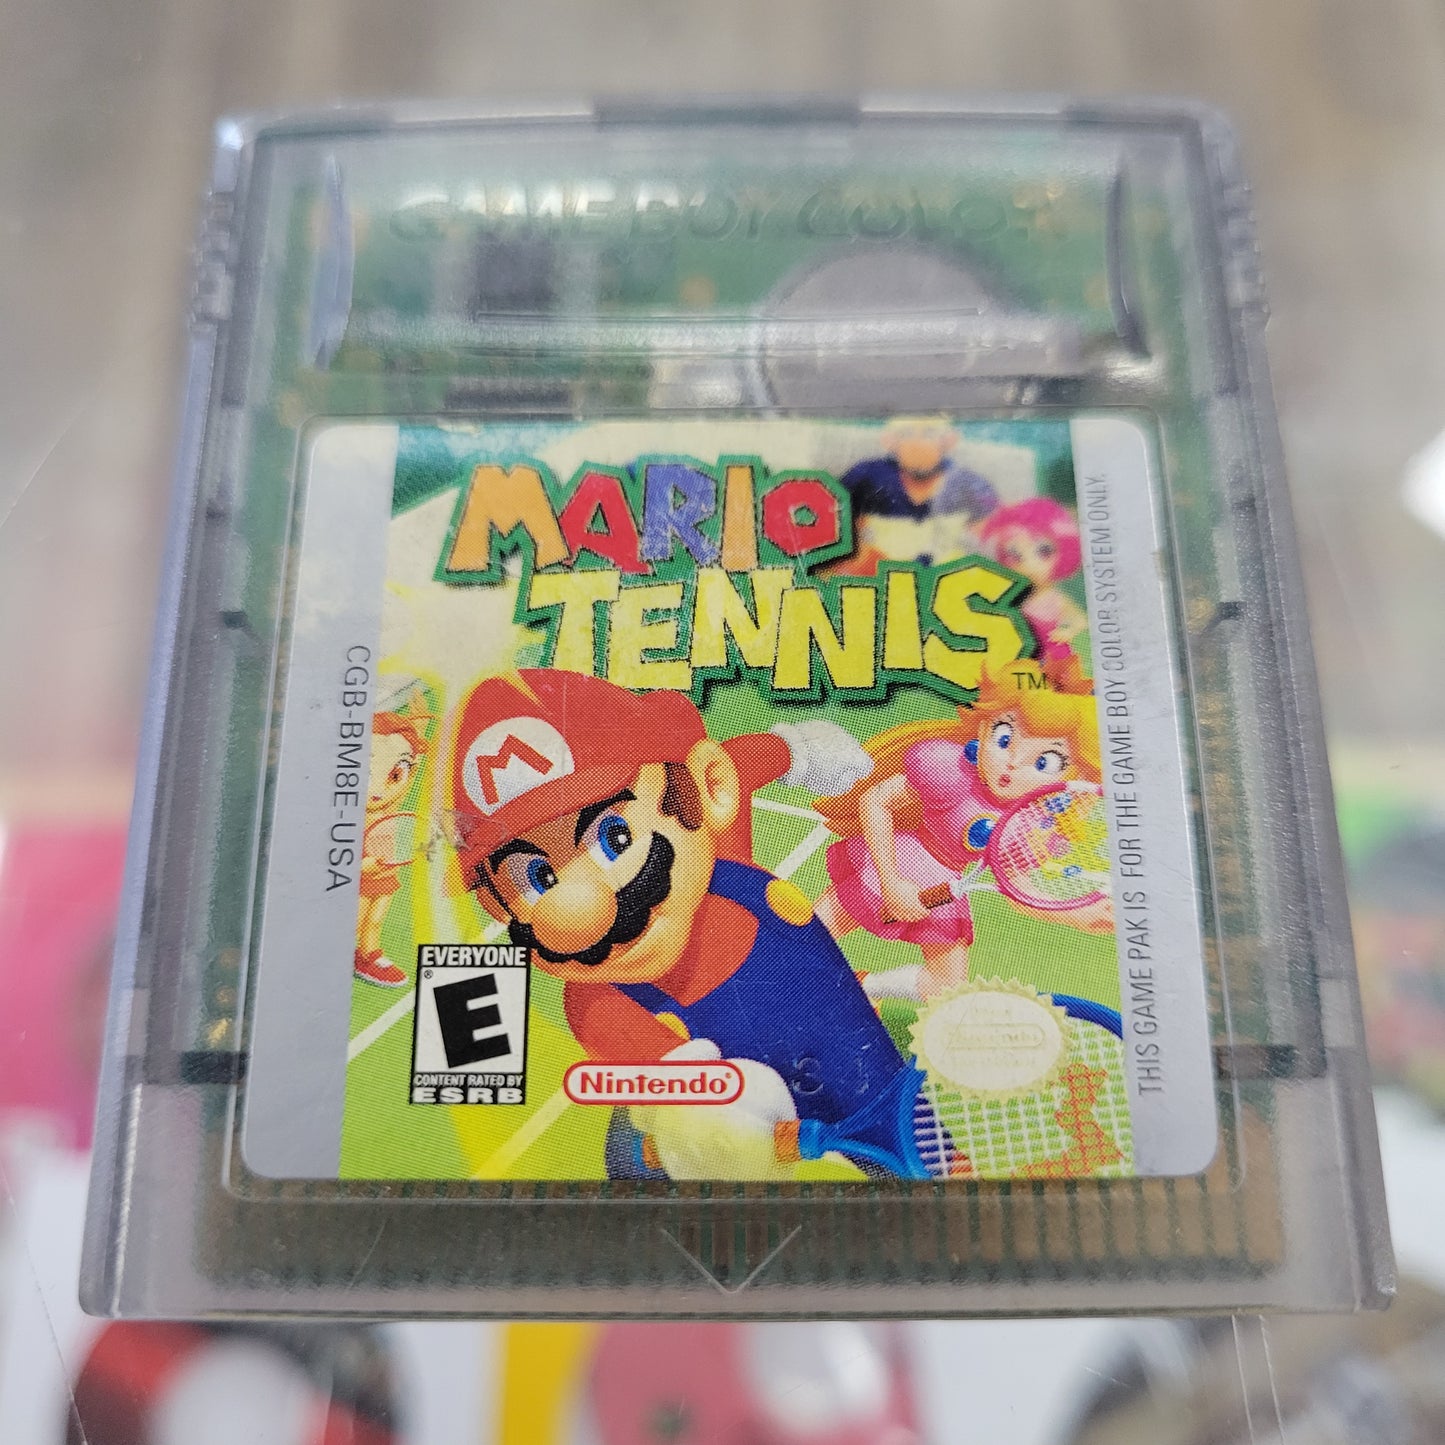 GAME BOY COLOR
MARIO
TENNIS
TM
CGB-BM8E-USA
THIS GAME PAK IS FOR THE GAME BOY COLOR SYSTEM ONLY.
M
EVERYONE
E
®
CONTENT RATED BY
ESRB
Nintendo®